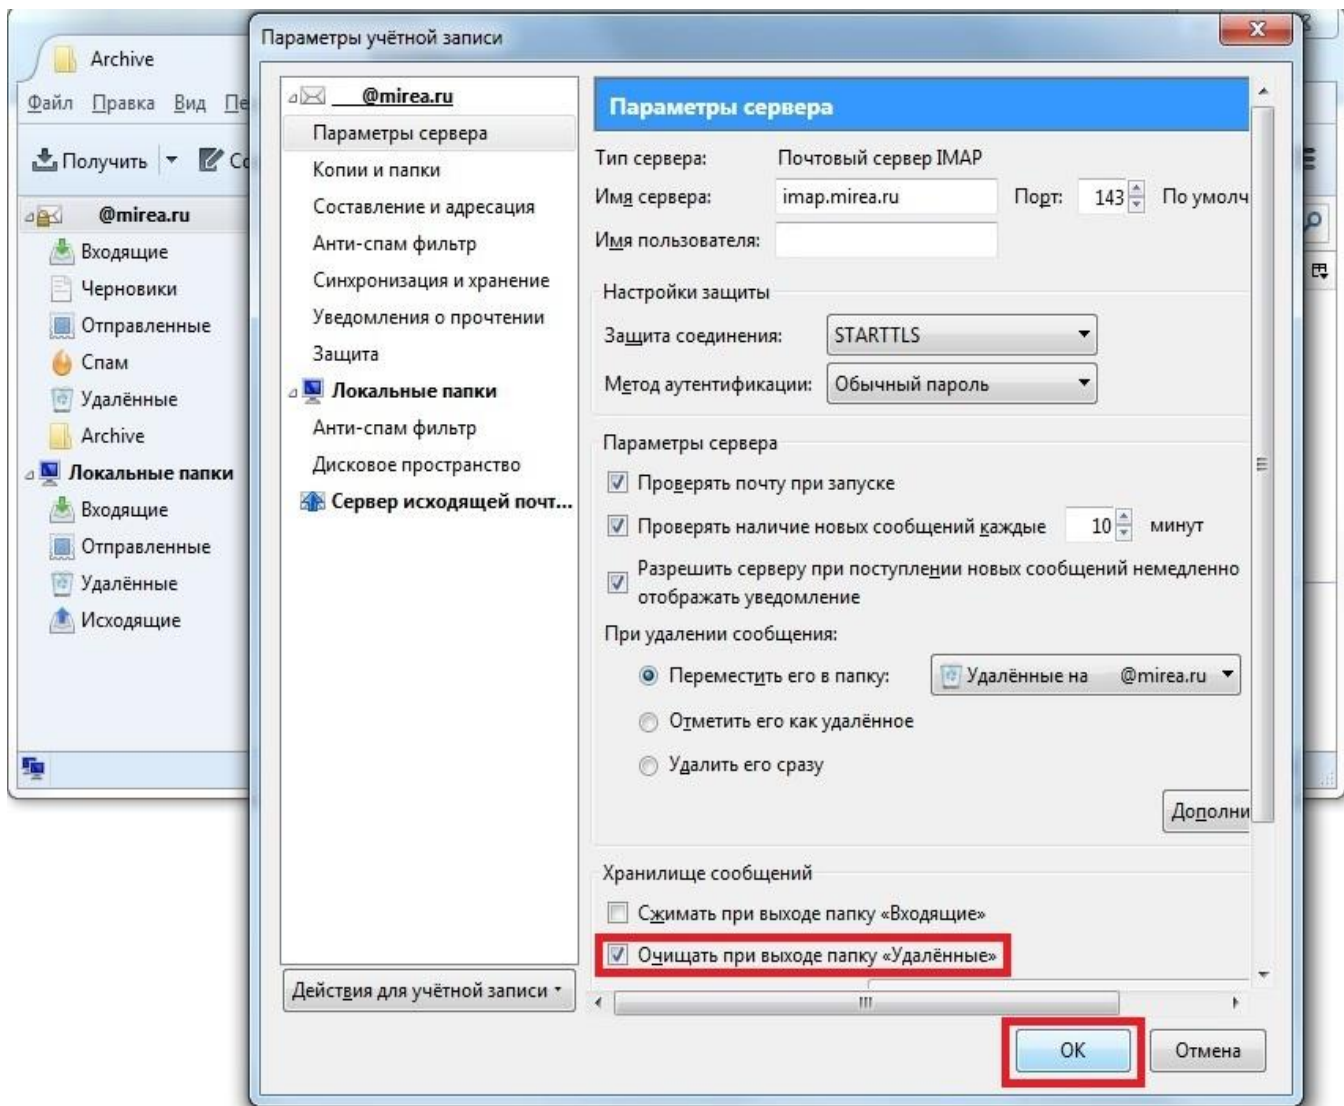 Параметры учётной записи
Archive
Файл Правка Вид Пе
Получить Со
@mirea.ru
Входящие
Черновики
Отправленные
Спам
Удалённые
Archive
Локальные папки
Входящие
Отправленные
Удалённые
Исходящие
@mirea.ru
Параметры сервера
Копии и папки
Составление и адресация
Анти-спам фильтр
Синхронизация и хранение
Уведомления о прочтении
Защита
Локальные папки
Анти-спам фильтр
Дисковое пространство
Сервер исходящей почт...
Действия для учётной записи
Параметры сервера
Тип сервера: Почтовый сервер IMAP
Имя сервера: imap.mirea.ru Порт: 143 По умолч
Имя пользователя:
Настройки защиты
Защита соединения: STARTTLS
Метод аутентификации: Обычный пароль
Параметры сервера
Проверять почту при запуске
Проверять наличие новых сообщений каждые 10 минут
Разрешить серверу при поступлении новых сообщений немедленно
отображать уведомление
При удалении сообщения:
Переместить его в папку: Удалённые на @mirea.ru
Отметить его как удалённое
Удалить его сразу
Дополни
Хранилище сообщений
Сжимать при выходе папку «Входящие»
Очищать при выходе папку «Удалённые»
ОК Отмена